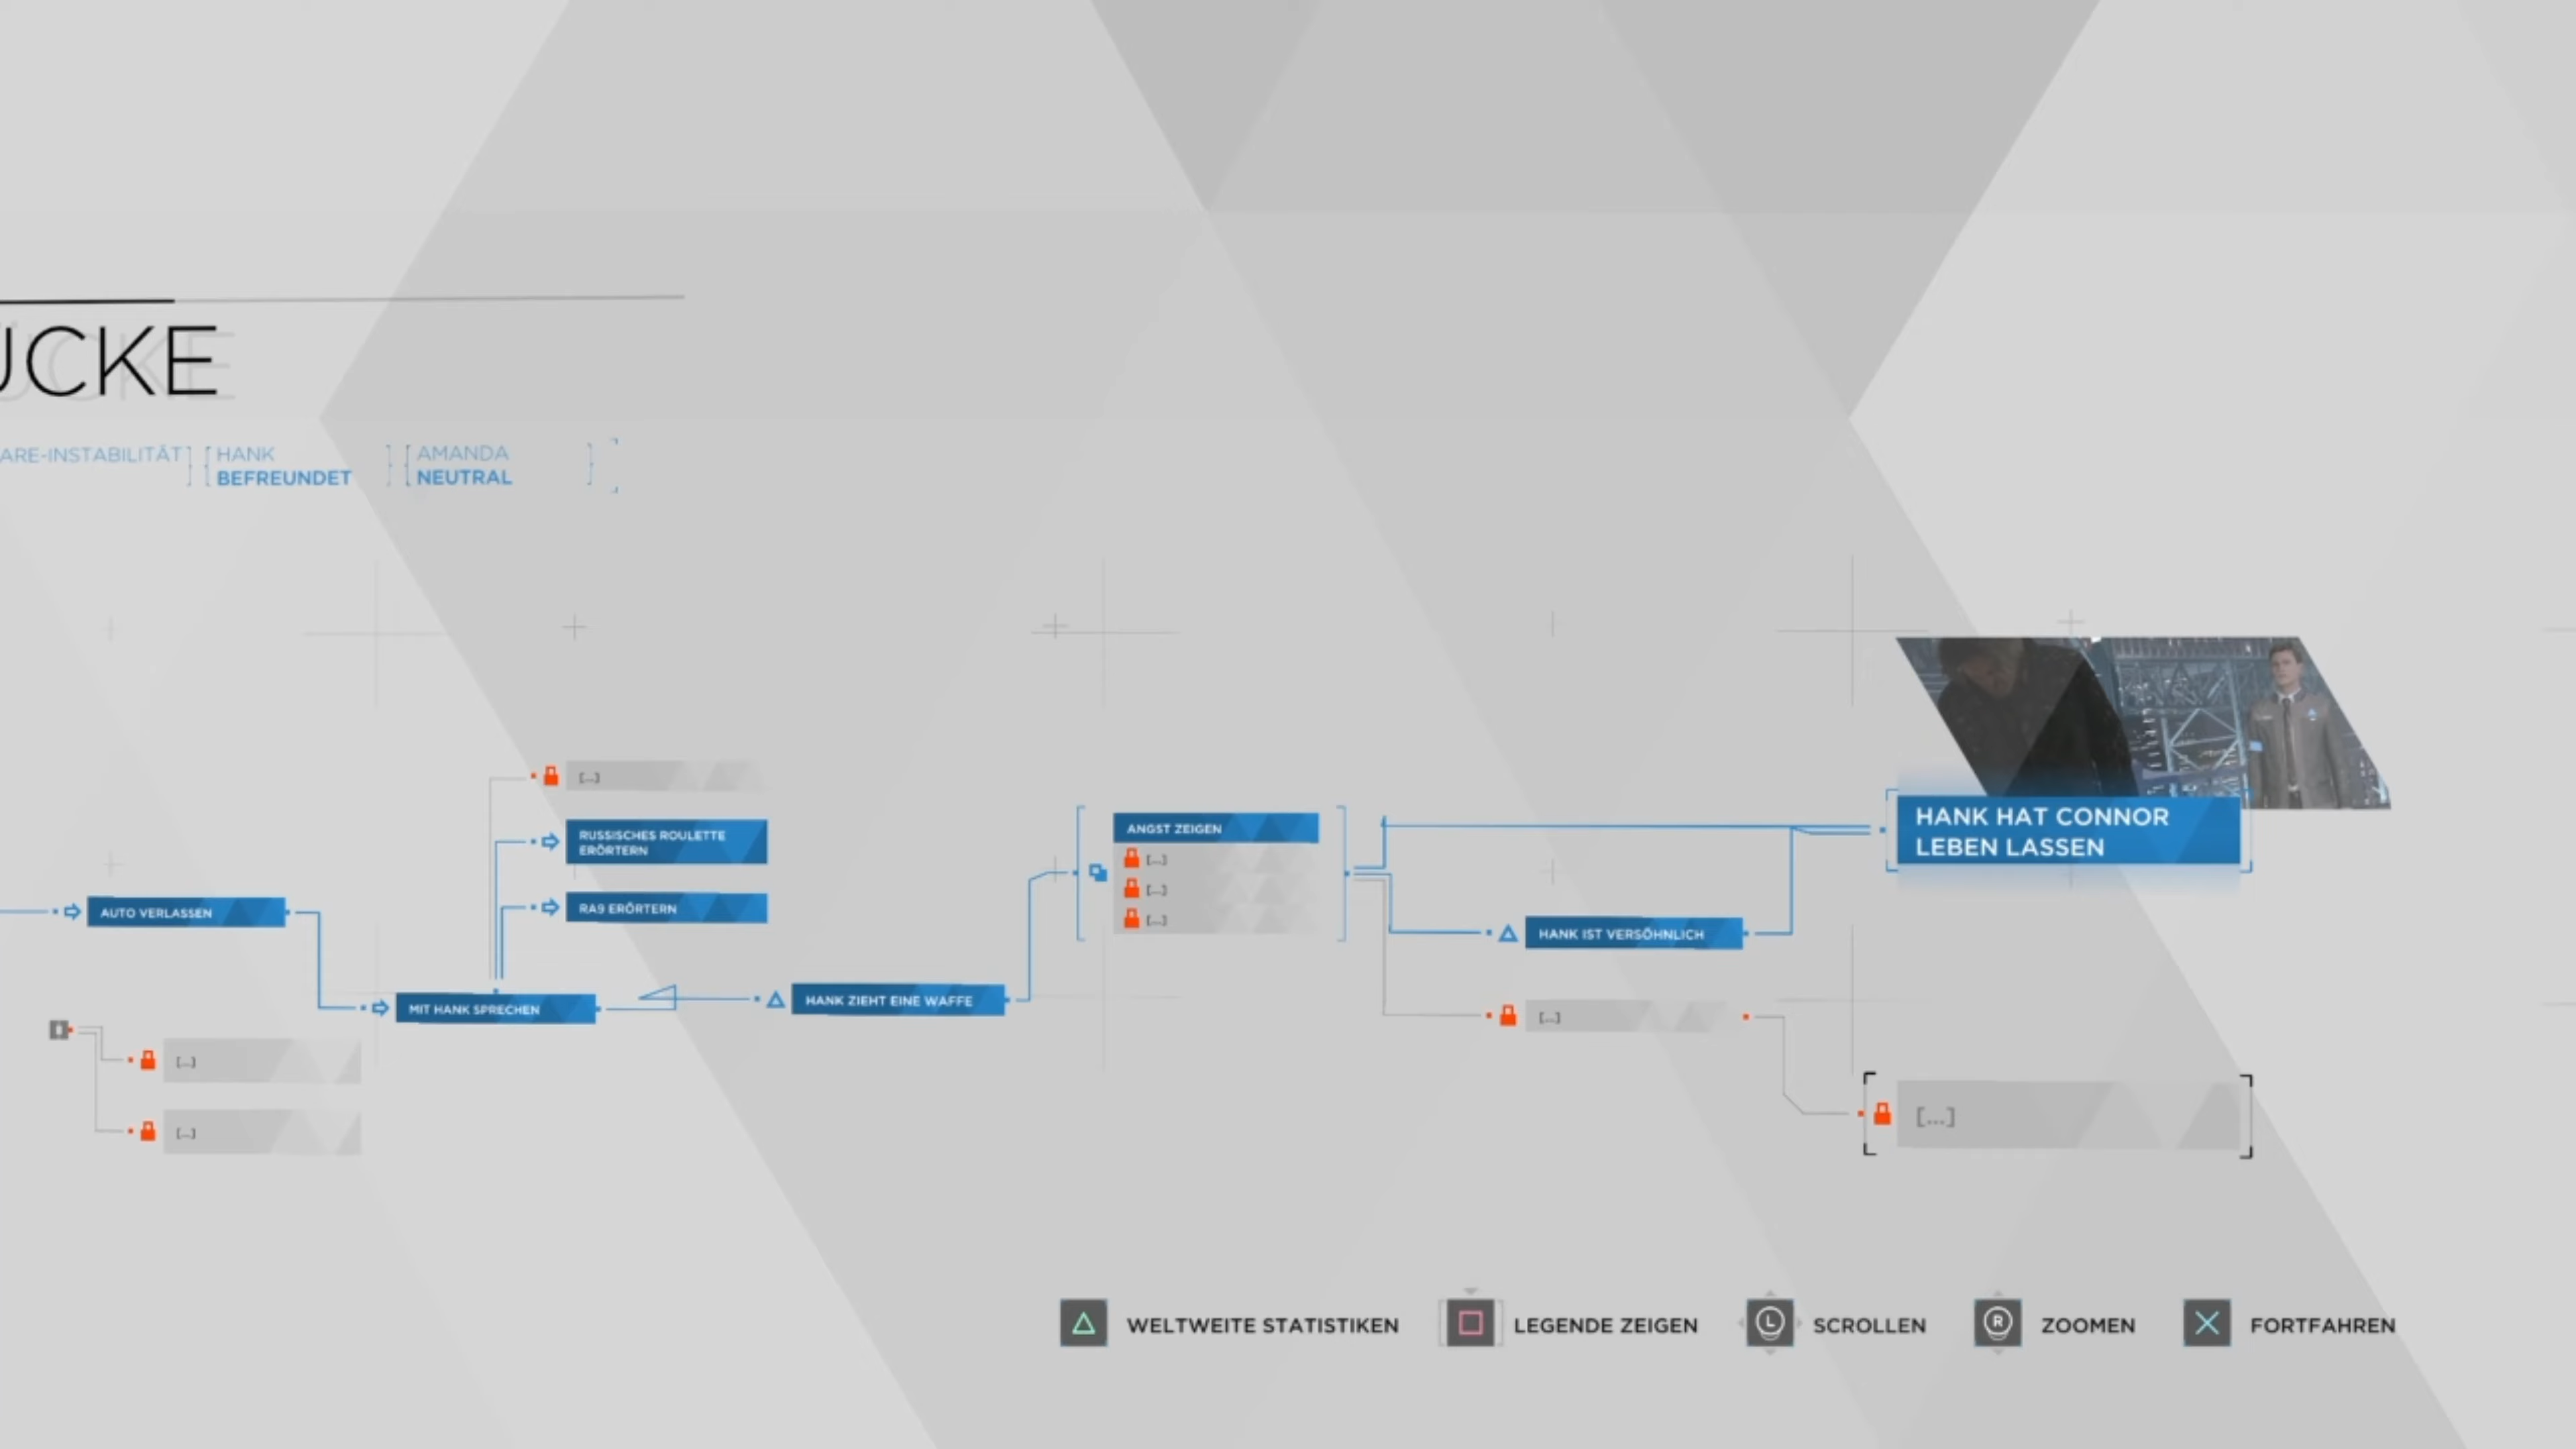 ÜCKE
ARE-INSTABILITÄT
HANK
BEFREUNDET
AMANDA
NEUTRAL
[...]
RUSSISCHES ROULETTE
ERÖRTERN
RA9 ERÖRTERN
AUTO VERLASSEN
MIT HANK SPRECHEN
[...]
[...]
HANK ZIEHT EINE WAFFE
ANGST ZEIGEN
[...]
[...]
[...]
HANK IST VERSÖHNLICH
[...]
HANK HAT CONNOR
LEBEN LASSEN
[...]
WELTWEITE STATISTIKEN
LEGENDE ZEIGEN
L
SCROLLEN
R
ZOOMEN
FORTFAHREN